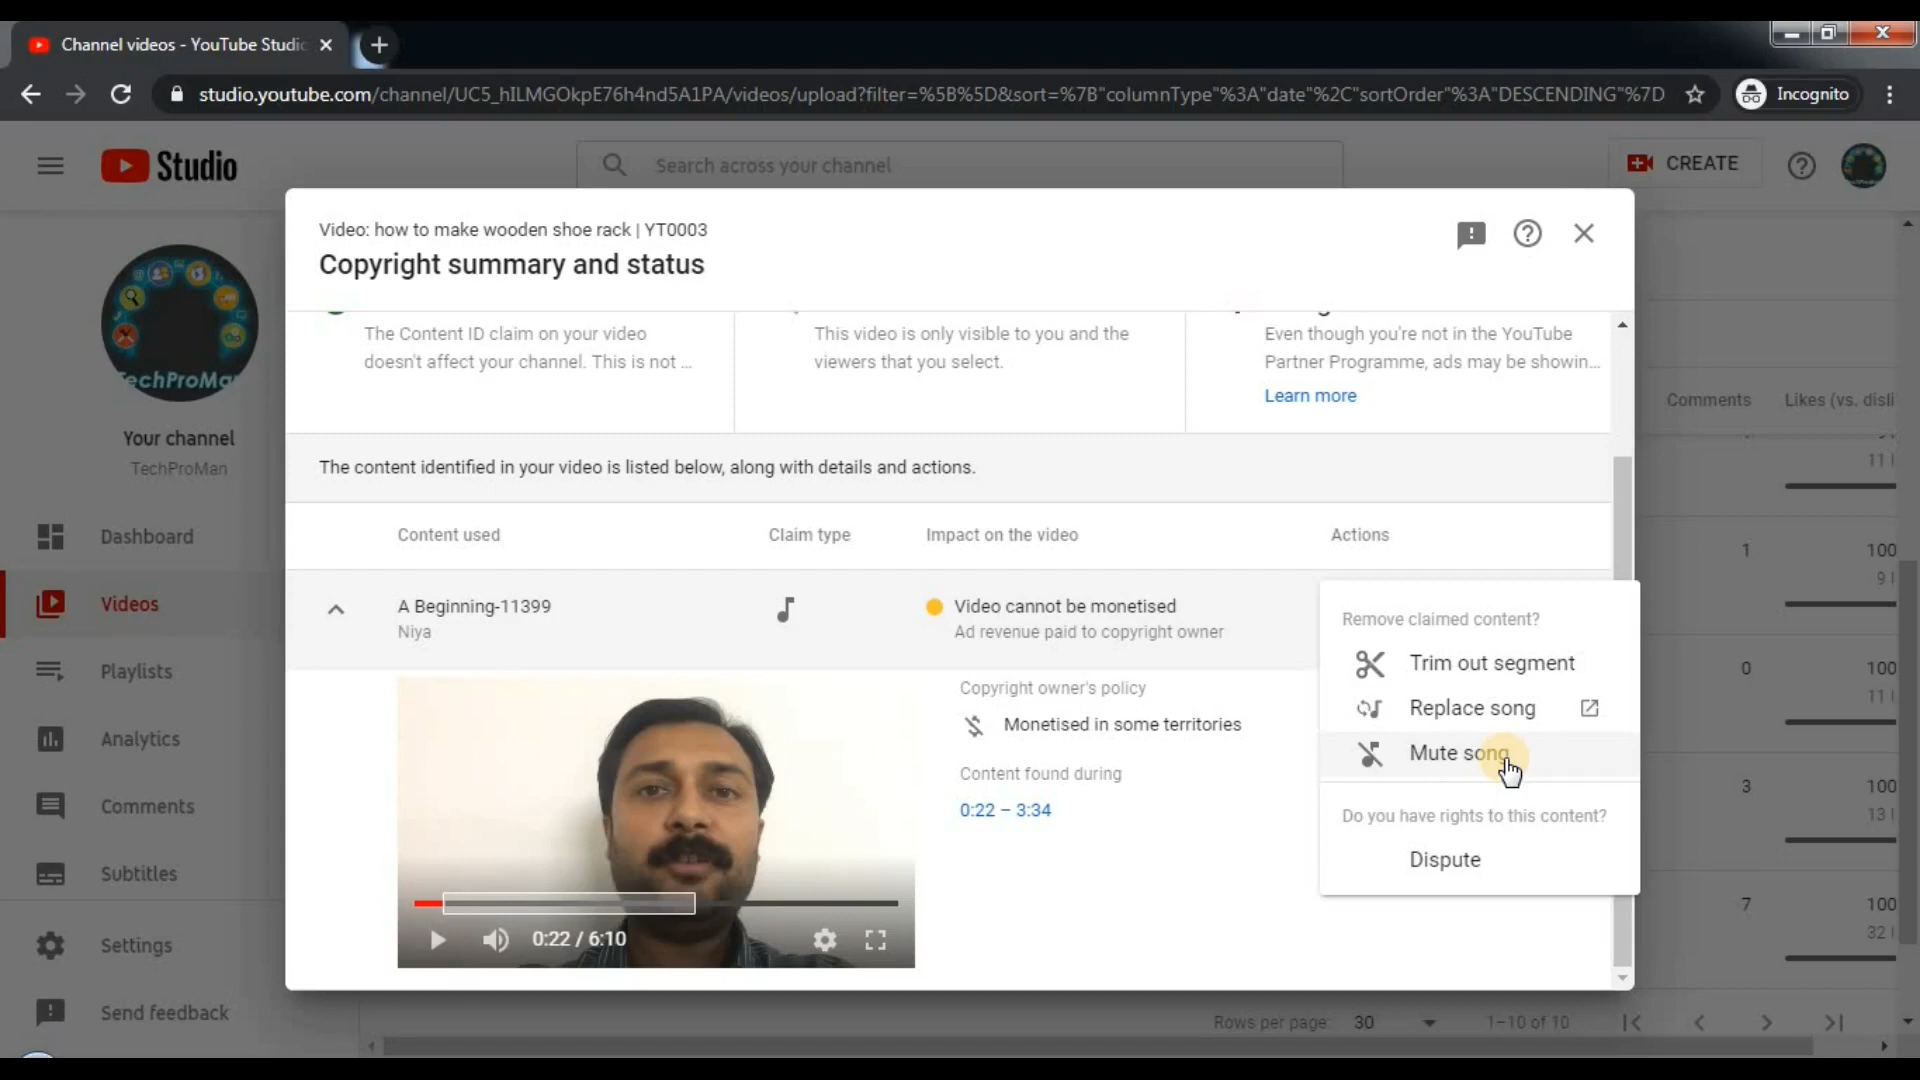 Channel videos - YouTube Studio
studio.youtube.com/channel/UC5_hILMGOkpE76h4nd5A1PA/videos/upload?filter=%5B%5D&sort=%7B"columnType"%3A"date"%2C"sortOrder"%3A"DESCENDING"%7D
Incognito
Studio
Search across your channel
CREATE
Video: how to make wooden shoe rack | YT0003
Copyright summary and status
The Content ID claim on your video
doesn't affect your channel. This is not ...
This video is only visible to you and the
viewers that you select.
Even though you're not in the YouTube
Partner Programme, ads may be showin...
Learn more
The content identified in your video is listed below, along with details and actions.
Content used
Claim type
Impact on the video
Actions
A Beginning-11399
Niya
Video cannot be monetised
Ad revenue paid to copyright owner
Copyright owner's policy
Monetised in some territories
Content found during
0:22 – 3:34
0:22 / 6:10
Remove claimed content?
Trim out segment
Replace song
Mute song
Do you have rights to this content?
Dispute
TechProMan
Your channel
TechProMan
Dashboard
Videos
Playlists
Analytics
Comments
Subtitles
Settings
Send feedback
Comments
Likes (vs. disli
11 l
1
100
9 l
0
100
11 l
3
100
13 l
7
100
32 l
Rows per page: 30
1–10 of 10